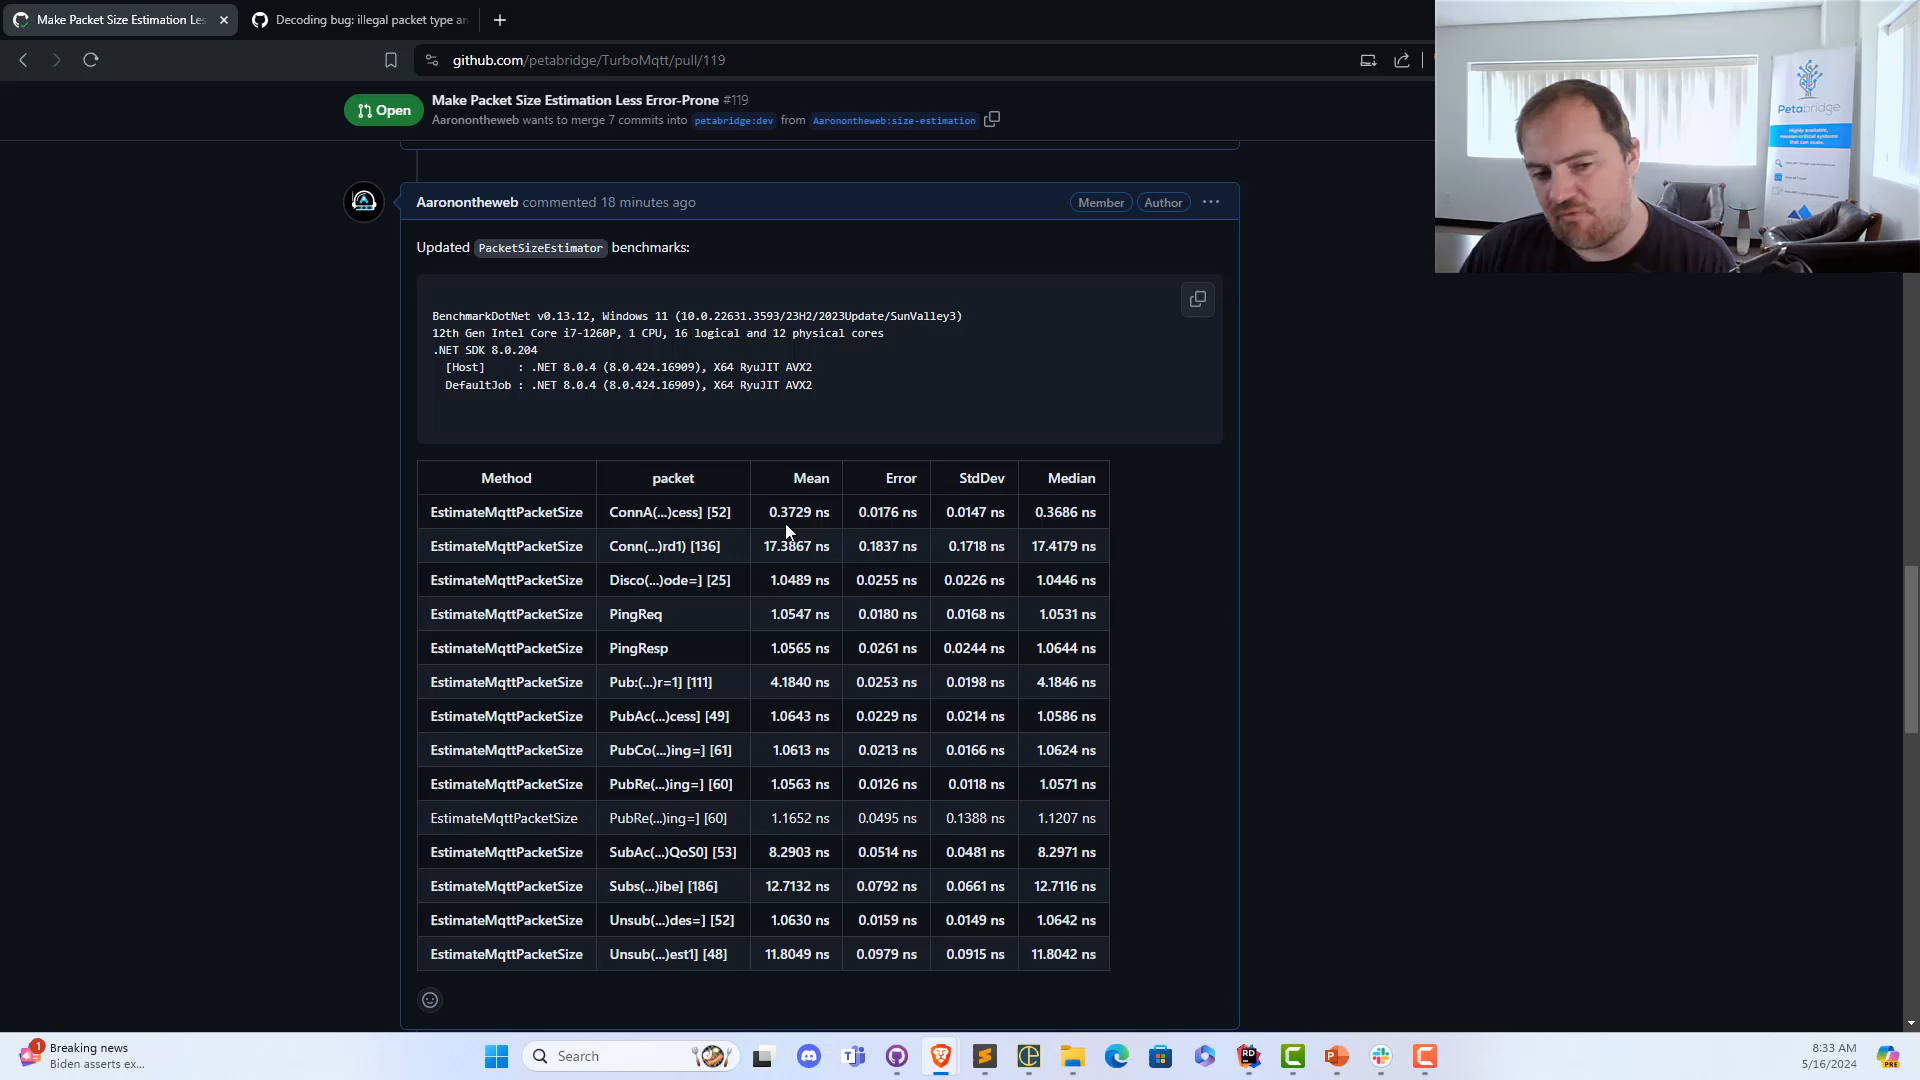 Make Packet Size Estimation Les
Decoding bug: illegal packet type an
github.com/petabridge/TurboMqtt/pull/119
Open
Make Packet Size Estimation Less Error-Prone #119
Aaronontheweb wants to merge 7 commits into petabridge:dev from Aaronontheweb:size-estimation
Petabridge
Highly available,
mission-critical systems
that can scale.
Aaronontheweb commented 18 minutes ago
Member
Author
Updated PacketSizeEstimator benchmarks:
BenchmarkDotNet v0.13.12, Windows 11 (10.0.22631.3593/23H2/2023Update/SunValley3)
12th Gen Intel Core i7-1260P, 1 CPU, 16 logical and 12 physical cores
.NET SDK 8.0.204
[Host] : .NET 8.0.4 (8.0.424.16909), X64 RyuJIT AVX2
DefaultJob : .NET 8.0.4 (8.0.424.16909), X64 RyuJIT AVX2
Method packet Mean Error StdDev Median
EstimateMqttPacketSize ConnA(...)cess] [52] 0.3729 ns 0.0176 ns 0.0147 ns 0.3686 ns
EstimateMqttPacketSize Conn(...)rd1) [136] 17.3867 ns 0.1837 ns 0.1718 ns 17.4179 ns
EstimateMqttPacketSize Disco(...)ode=] [25] 1.0489 ns 0.0255 ns 0.0226 ns 1.0446 ns
EstimateMqttPacketSize PingReq 1.0547 ns 0.0180 ns 0.0168 ns 1.0531 ns
EstimateMqttPacketSize PingResp 1.0565 ns 0.0261 ns 0.0244 ns 1.0644 ns
EstimateMqttPacketSize Pub:(...)r=1] [111] 4.1840 ns 0.0253 ns 0.0198 ns 4.1846 ns
EstimateMqttPacketSize PubAc(...)cess] [49] 1.0643 ns 0.0229 ns 0.0214 ns 1.0586 ns
EstimateMqttPacketSize PubCo(...)ing=] [61] 1.0613 ns 0.0213 ns 0.0166 ns 1.0624 ns
EstimateMqttPacketSize PubRe(...)ing=] [60] 1.0563 ns 0.0126 ns 0.0118 ns 1.0571 ns
EstimateMqttPacketSize PubRe(...)ing=] [60] 1.1652 ns 0.0495 ns 0.1388 ns 1.1207 ns
EstimateMqttPacketSize SubAc(...)QoS0] [53] 8.2903 ns 0.0514 ns 0.0481 ns 8.2971 ns
EstimateMqttPacketSize Subs(...)ibe] [186] 12.7132 ns 0.0792 ns 0.0661 ns 12.7116 ns
EstimateMqttPacketSize Unsub(...)des=] [52] 1.0630 ns 0.0159 ns 0.0149 ns 1.0642 ns
EstimateMqttPacketSize Unsub(...)est1] [48] 11.8049 ns 0.0979 ns 0.0915 ns 11.8042 ns
1
Breaking news
Biden asserts ex...
Search
RD
PRE
8:33 AM
5/16/2024